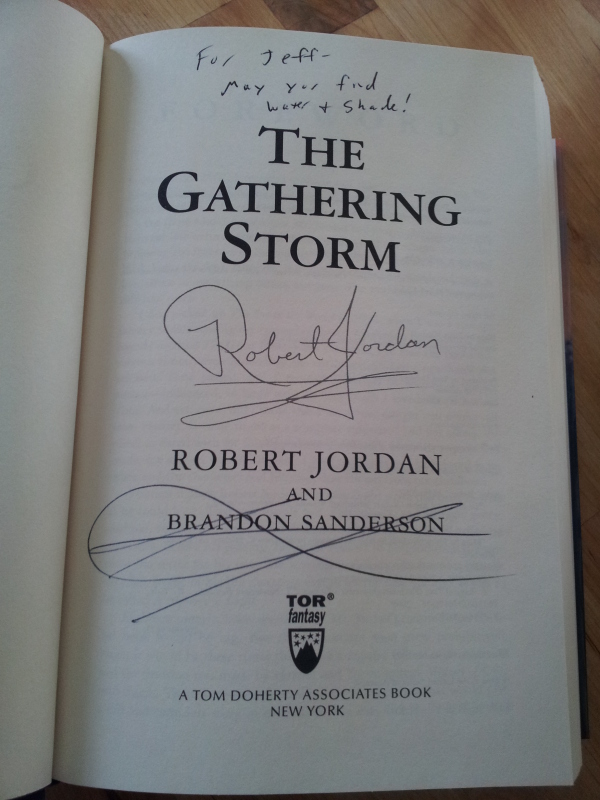 For Jeff-
May you find
water + Shade!
THE
GATHERING
STORM
Robert Jordan
ROBERT JORDAN
AND
BRANDON SANDERSON
TOR®
fantasy
A TOM DOHERTY ASSOCIATES BOOK
NEW YORK